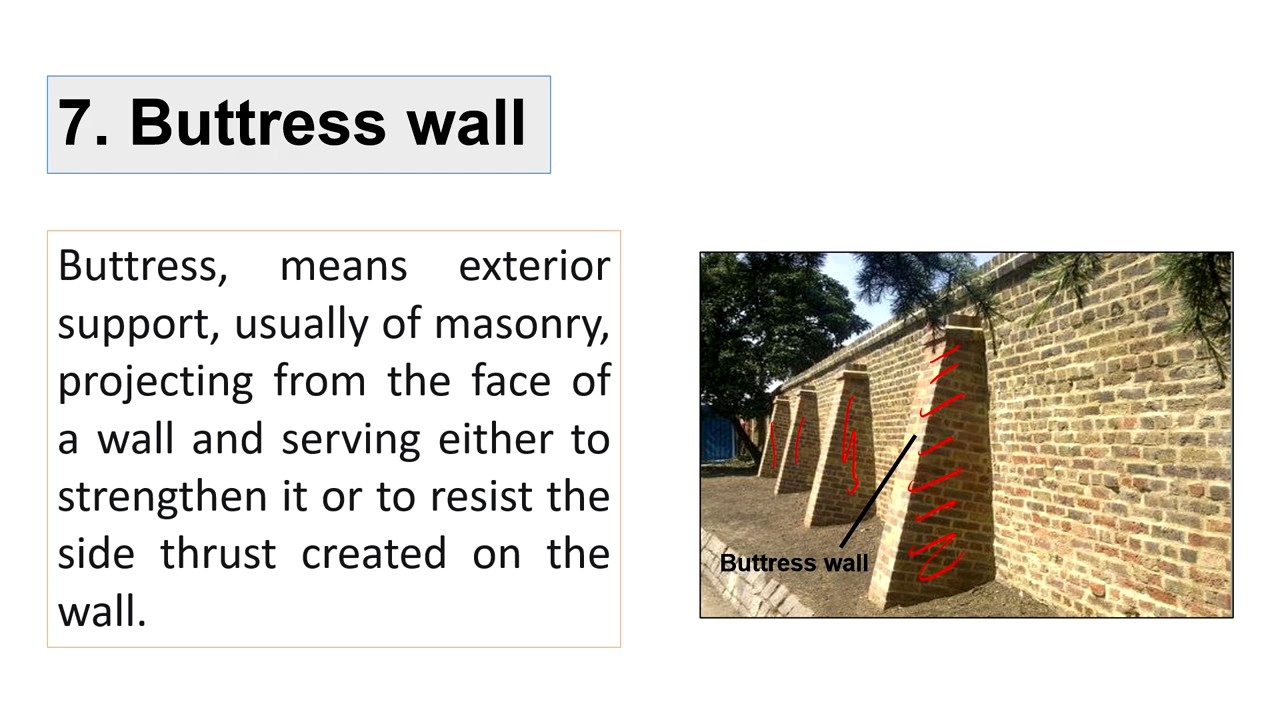 7. Buttress wall
Buttress, means exterior
support, usually of masonry,
projecting from the face of
a wall and serving either to
strengthen it or to resist the
side thrust created on the
wall.
Buttress wall